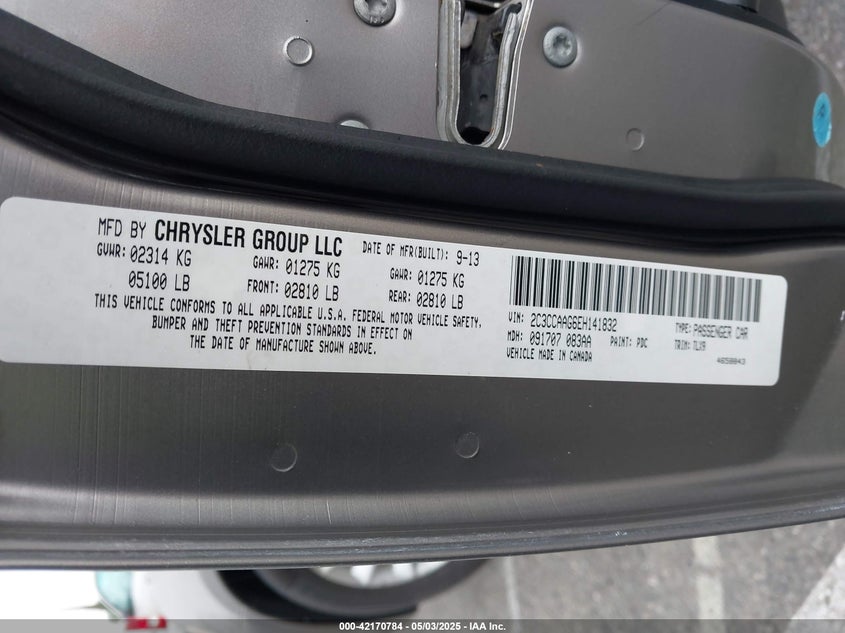 MFD BY CHRYSLER GROUP LLC DATE OF MFR(BUILT): 9-13
GVWR: 02314 KG GAWR: 01275 KG GAWR: 01275 KG
05100 LB FRONT: 02810 LB REAR: 02810 LB
THIS VEHICLE CONFORMS TO ALL APPLICABLE U.S.A. FEDERAL MOTOR VEHICLE SAFETY,
BUMPER AND THEFT PREVENTION STANDARDS IN EFFECT ON
THE DATE OF MANUFACTURE SHOWN ABOVE.
VIN: 2C3CCAAG6EH141832 TYPE: PASSENGER CAR
MDH: 091707 083AA PAINT: PDC TRIM: TLX9
VEHICLE MADE IN CANADA 4658843
000-42170784 - 05/03/2025 - IAA Inc.